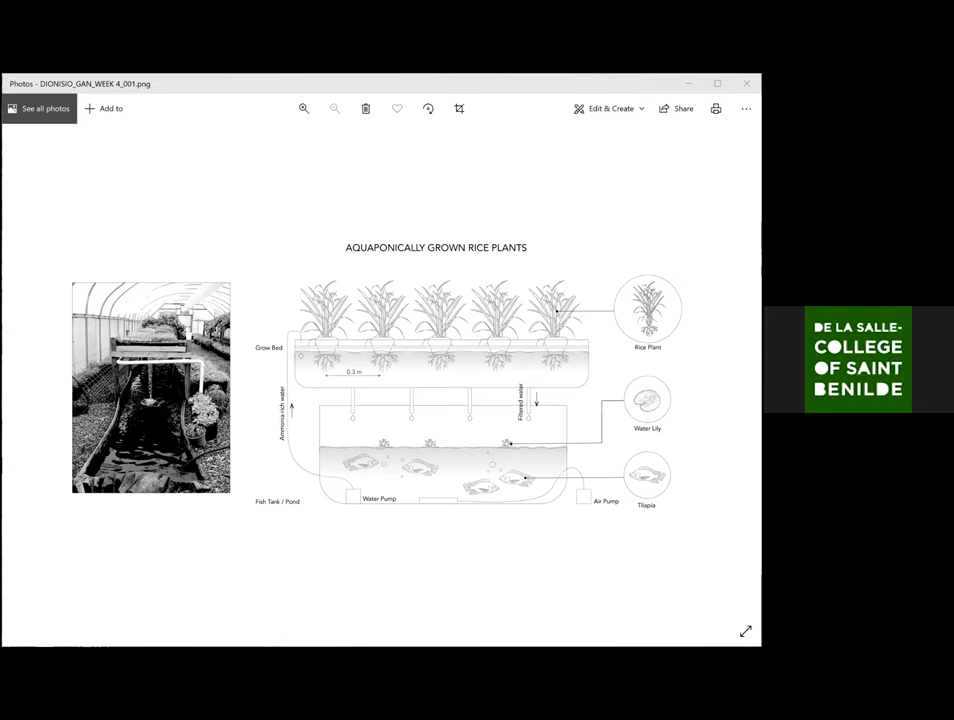 Photos - DIONISIO_GAN_WEEK 4_001.png
See all photos
Add to
Edit & Create
Share
AQUAPONICALLY GROWN RICE PLANTS
Grow Bed
0.3 m
Rice Plant
Ammonia-rich water
Filtered water
Water Lily
Fish Tank / Pond
Water Pump
Air Pump
Tilapia
DE LA SALLE-
COLLEGE
OF SAINT
BENILDE